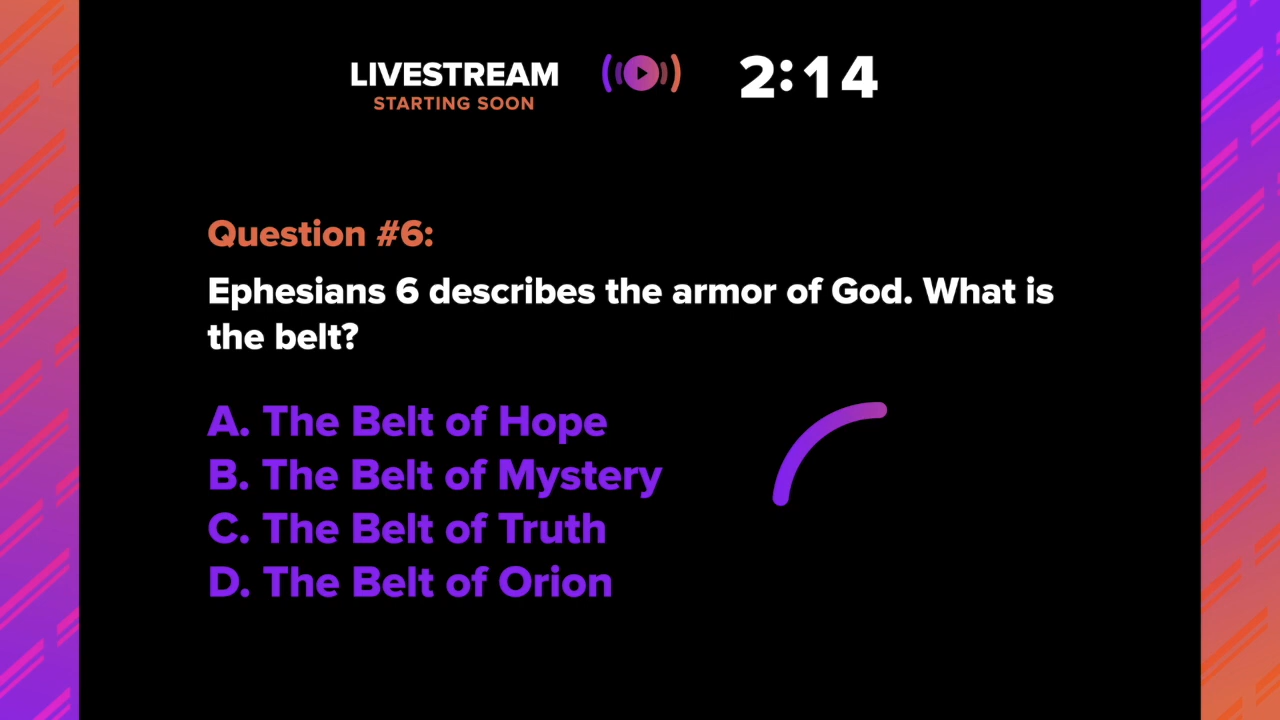 LIVESTREAM
STARTING SOON
2:14
Question #6:
Ephesians 6 describes the armor of God. What is
the belt?
A. The Belt of Hope
B. The Belt of Mystery
C. The Belt of Truth
D. The Belt of Orion